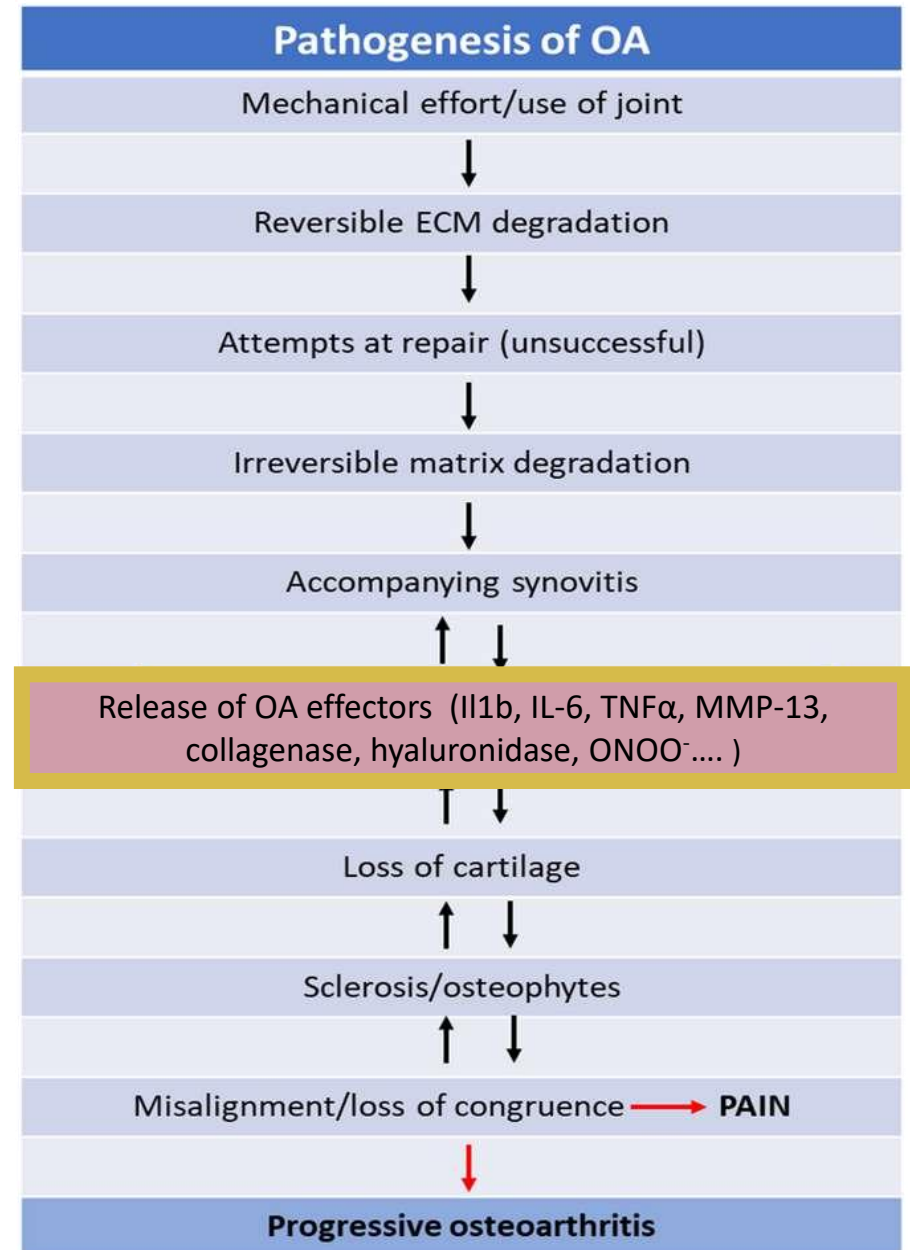 Pathogenesis of OA
Mechanical effort/use of joint
Reversible ECM degradation
Attempts at repair (unsuccessful)
Irreversible matrix degradation
Accompanying synovitis
Release of OA effectors (Il1b, IL-6, TNFα, MMP-13,
collagenase, hyaluronidase, ONOO⁻.... )
Loss of cartilage
Sclerosis/osteophytes
Misalignment/loss of congruence PAIN
Progressive osteoarthritis